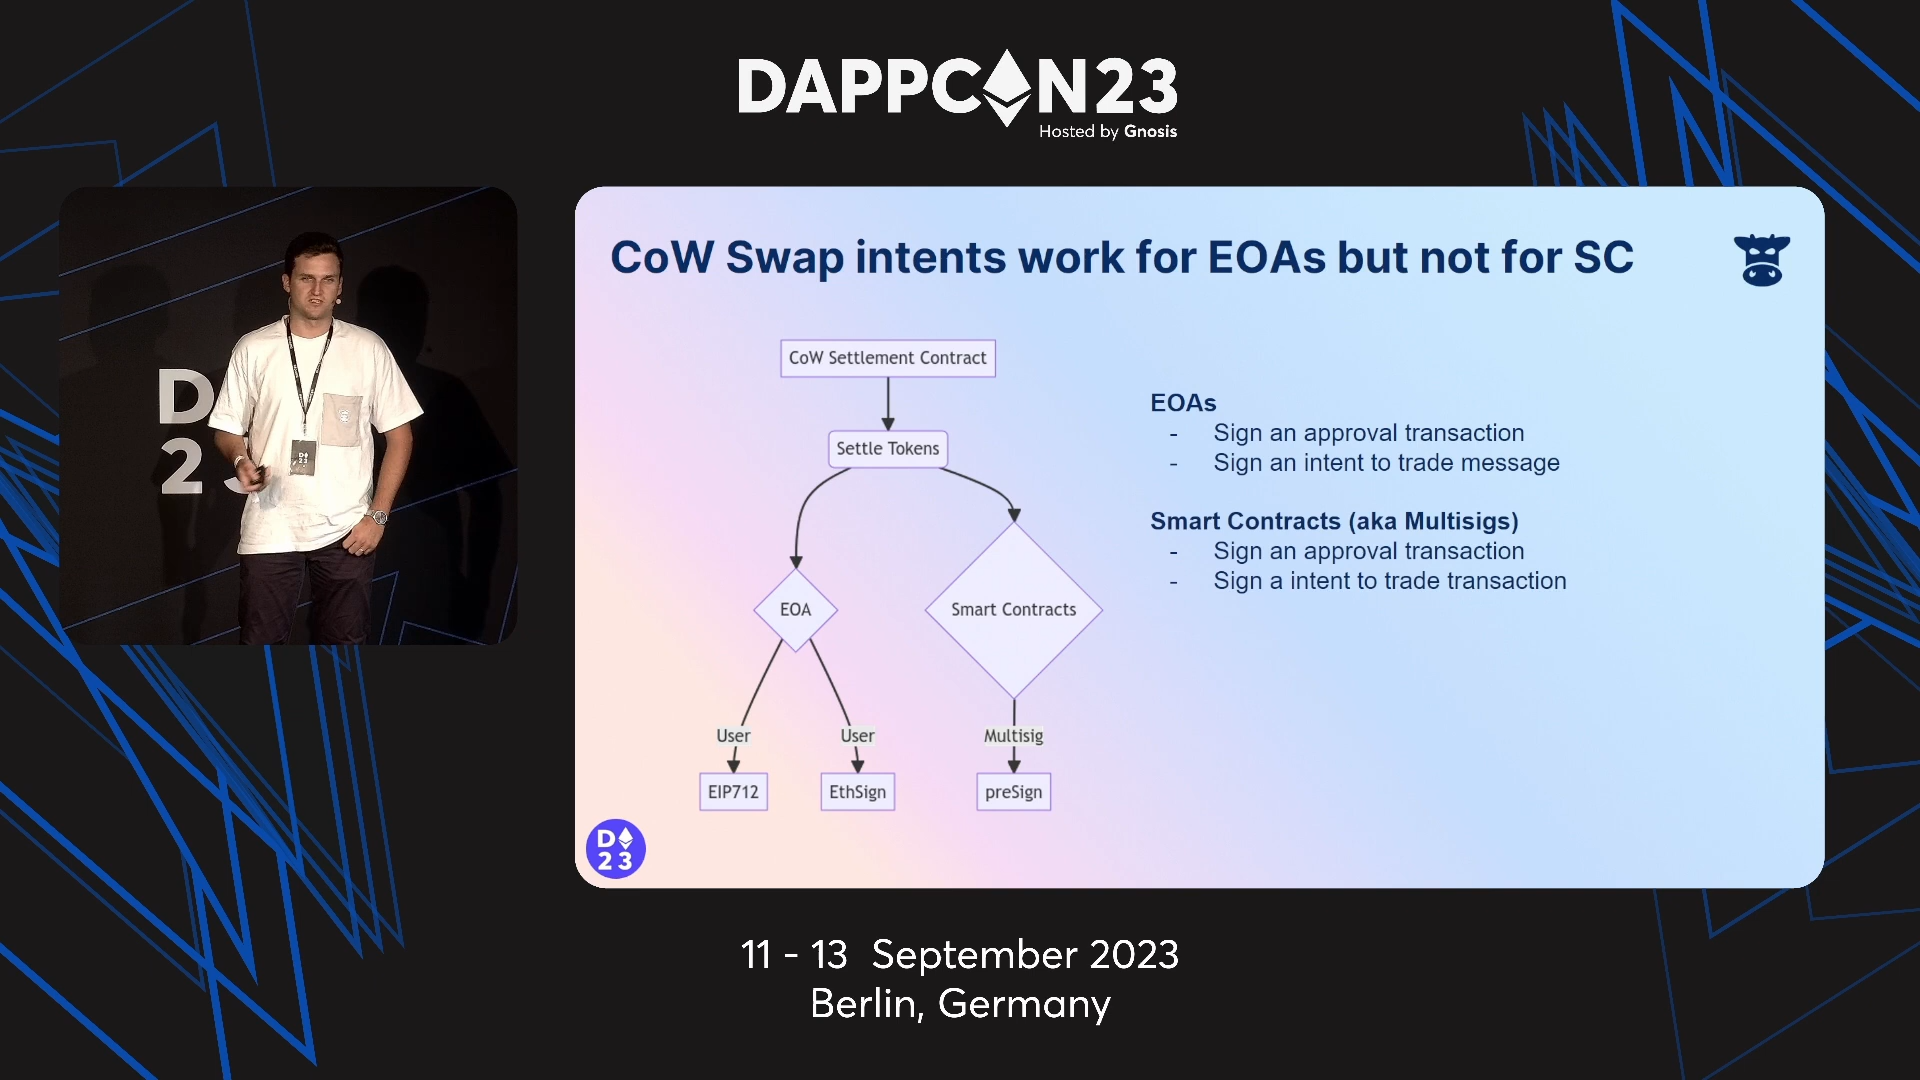 DAPPCON23
Hosted by Gnosis
D
23
CoW Swap intents work for EOAs but not for SC
CoW Settlement Contract
Settle Tokens
EOA
Smart Contracts
User
User
Multisig
EIP712
EthSign
preSign
EOAs
- Sign an approval transaction
- Sign an intent to trade message
Smart Contracts (aka Multisigs)
- Sign an approval transaction
- Sign a intent to trade transaction
D
23
11 - 13 September 2023
Berlin, Germany